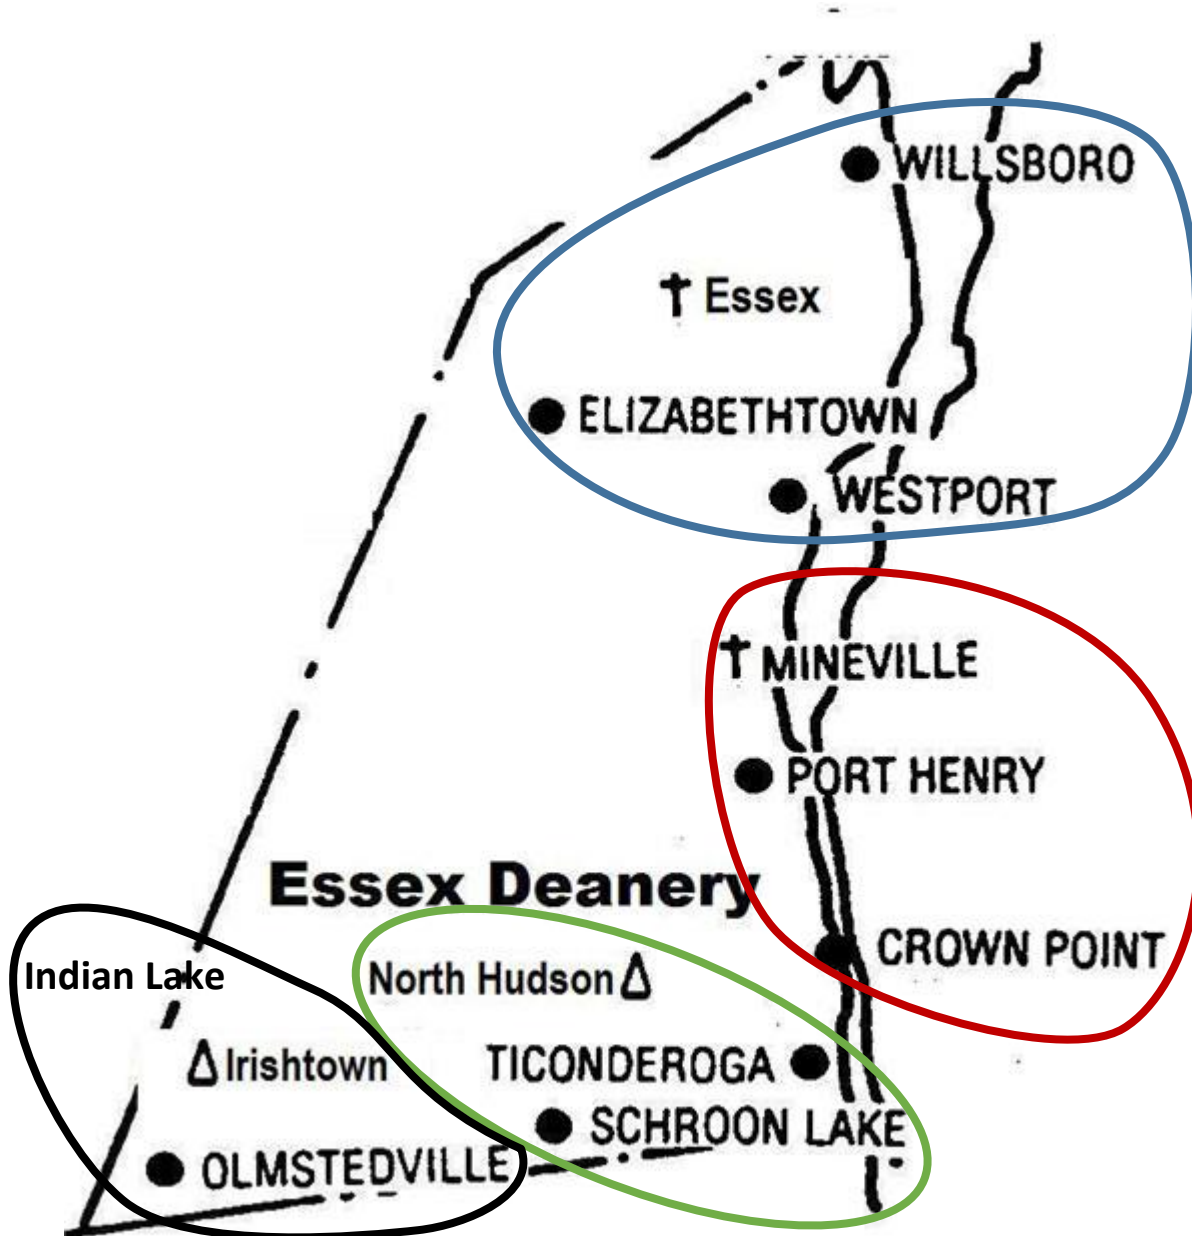 WILLSBORO
Essex
ELIZABETHTOWN
WESTPORT
MINEVILLE
PORT HENRY
Essex Deanery
CROWN POINT
Indian Lake
North Hudson
Irishtown
TICONDEROGA
SCHROON LAKE
OLMSTEDVILLE